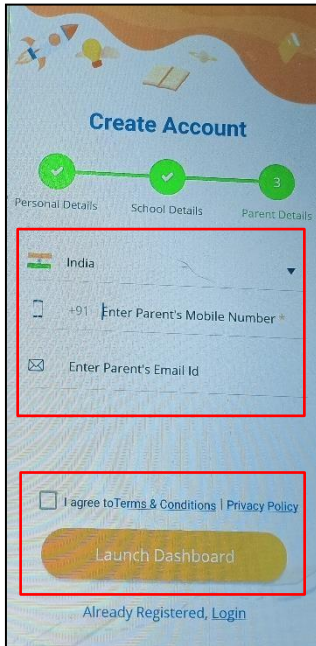 Create Account
3
Personal Details School Details Parent Details
India
+91 Enter Parent's Mobile Number *
Enter Parent's Email Id
I agree toTerms & Conditions | Privacy Policy
Launch Dashboard
Already Registered, Login